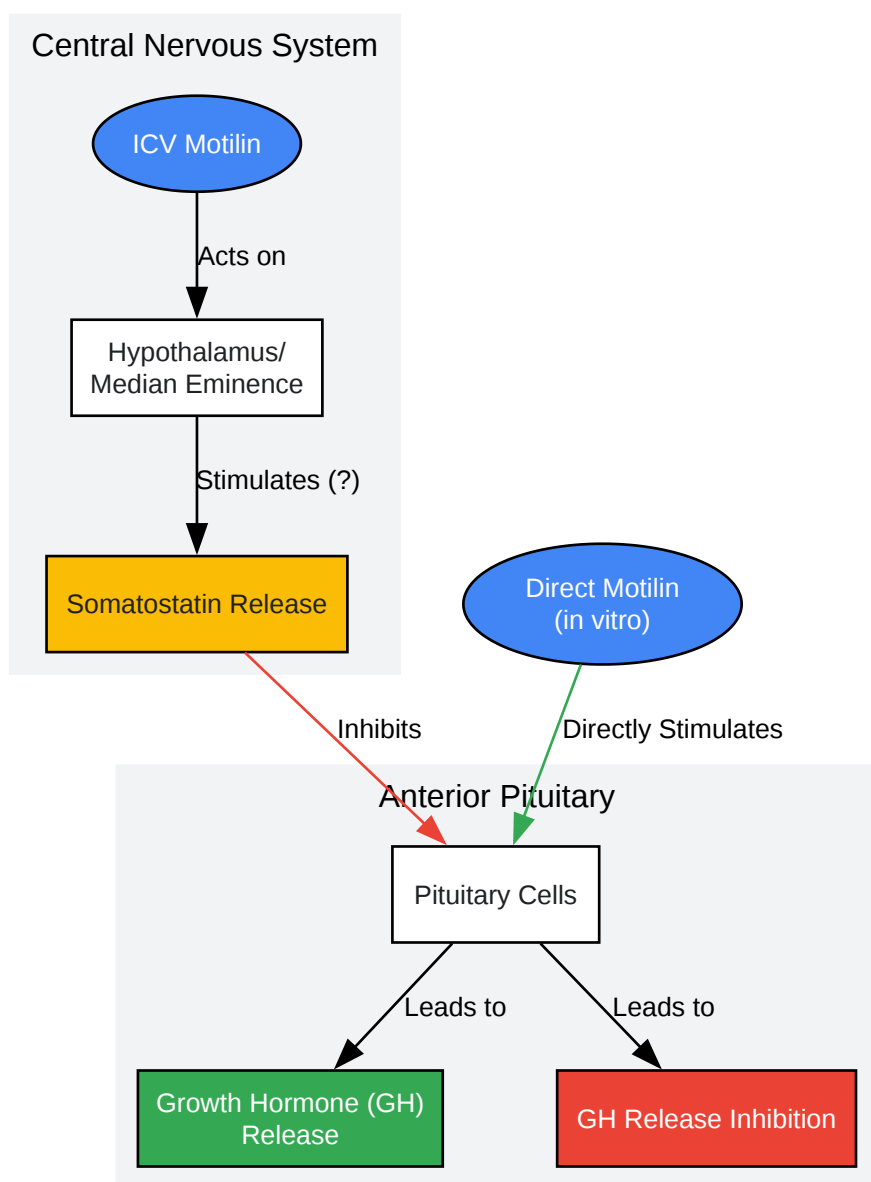 Central Nervous System
ICV Motilin
Acts on
Hypothalamus/
Median Eminence
Stimulates (?)
Somatostatin Release
Direct Motilin
(in vitro)
Inhibits
Directly Stimulates
Anterior Pituitary
Pituitary Cells
Leads to
Leads to
Growth Hormone (GH)
Release
GH Release Inhibition